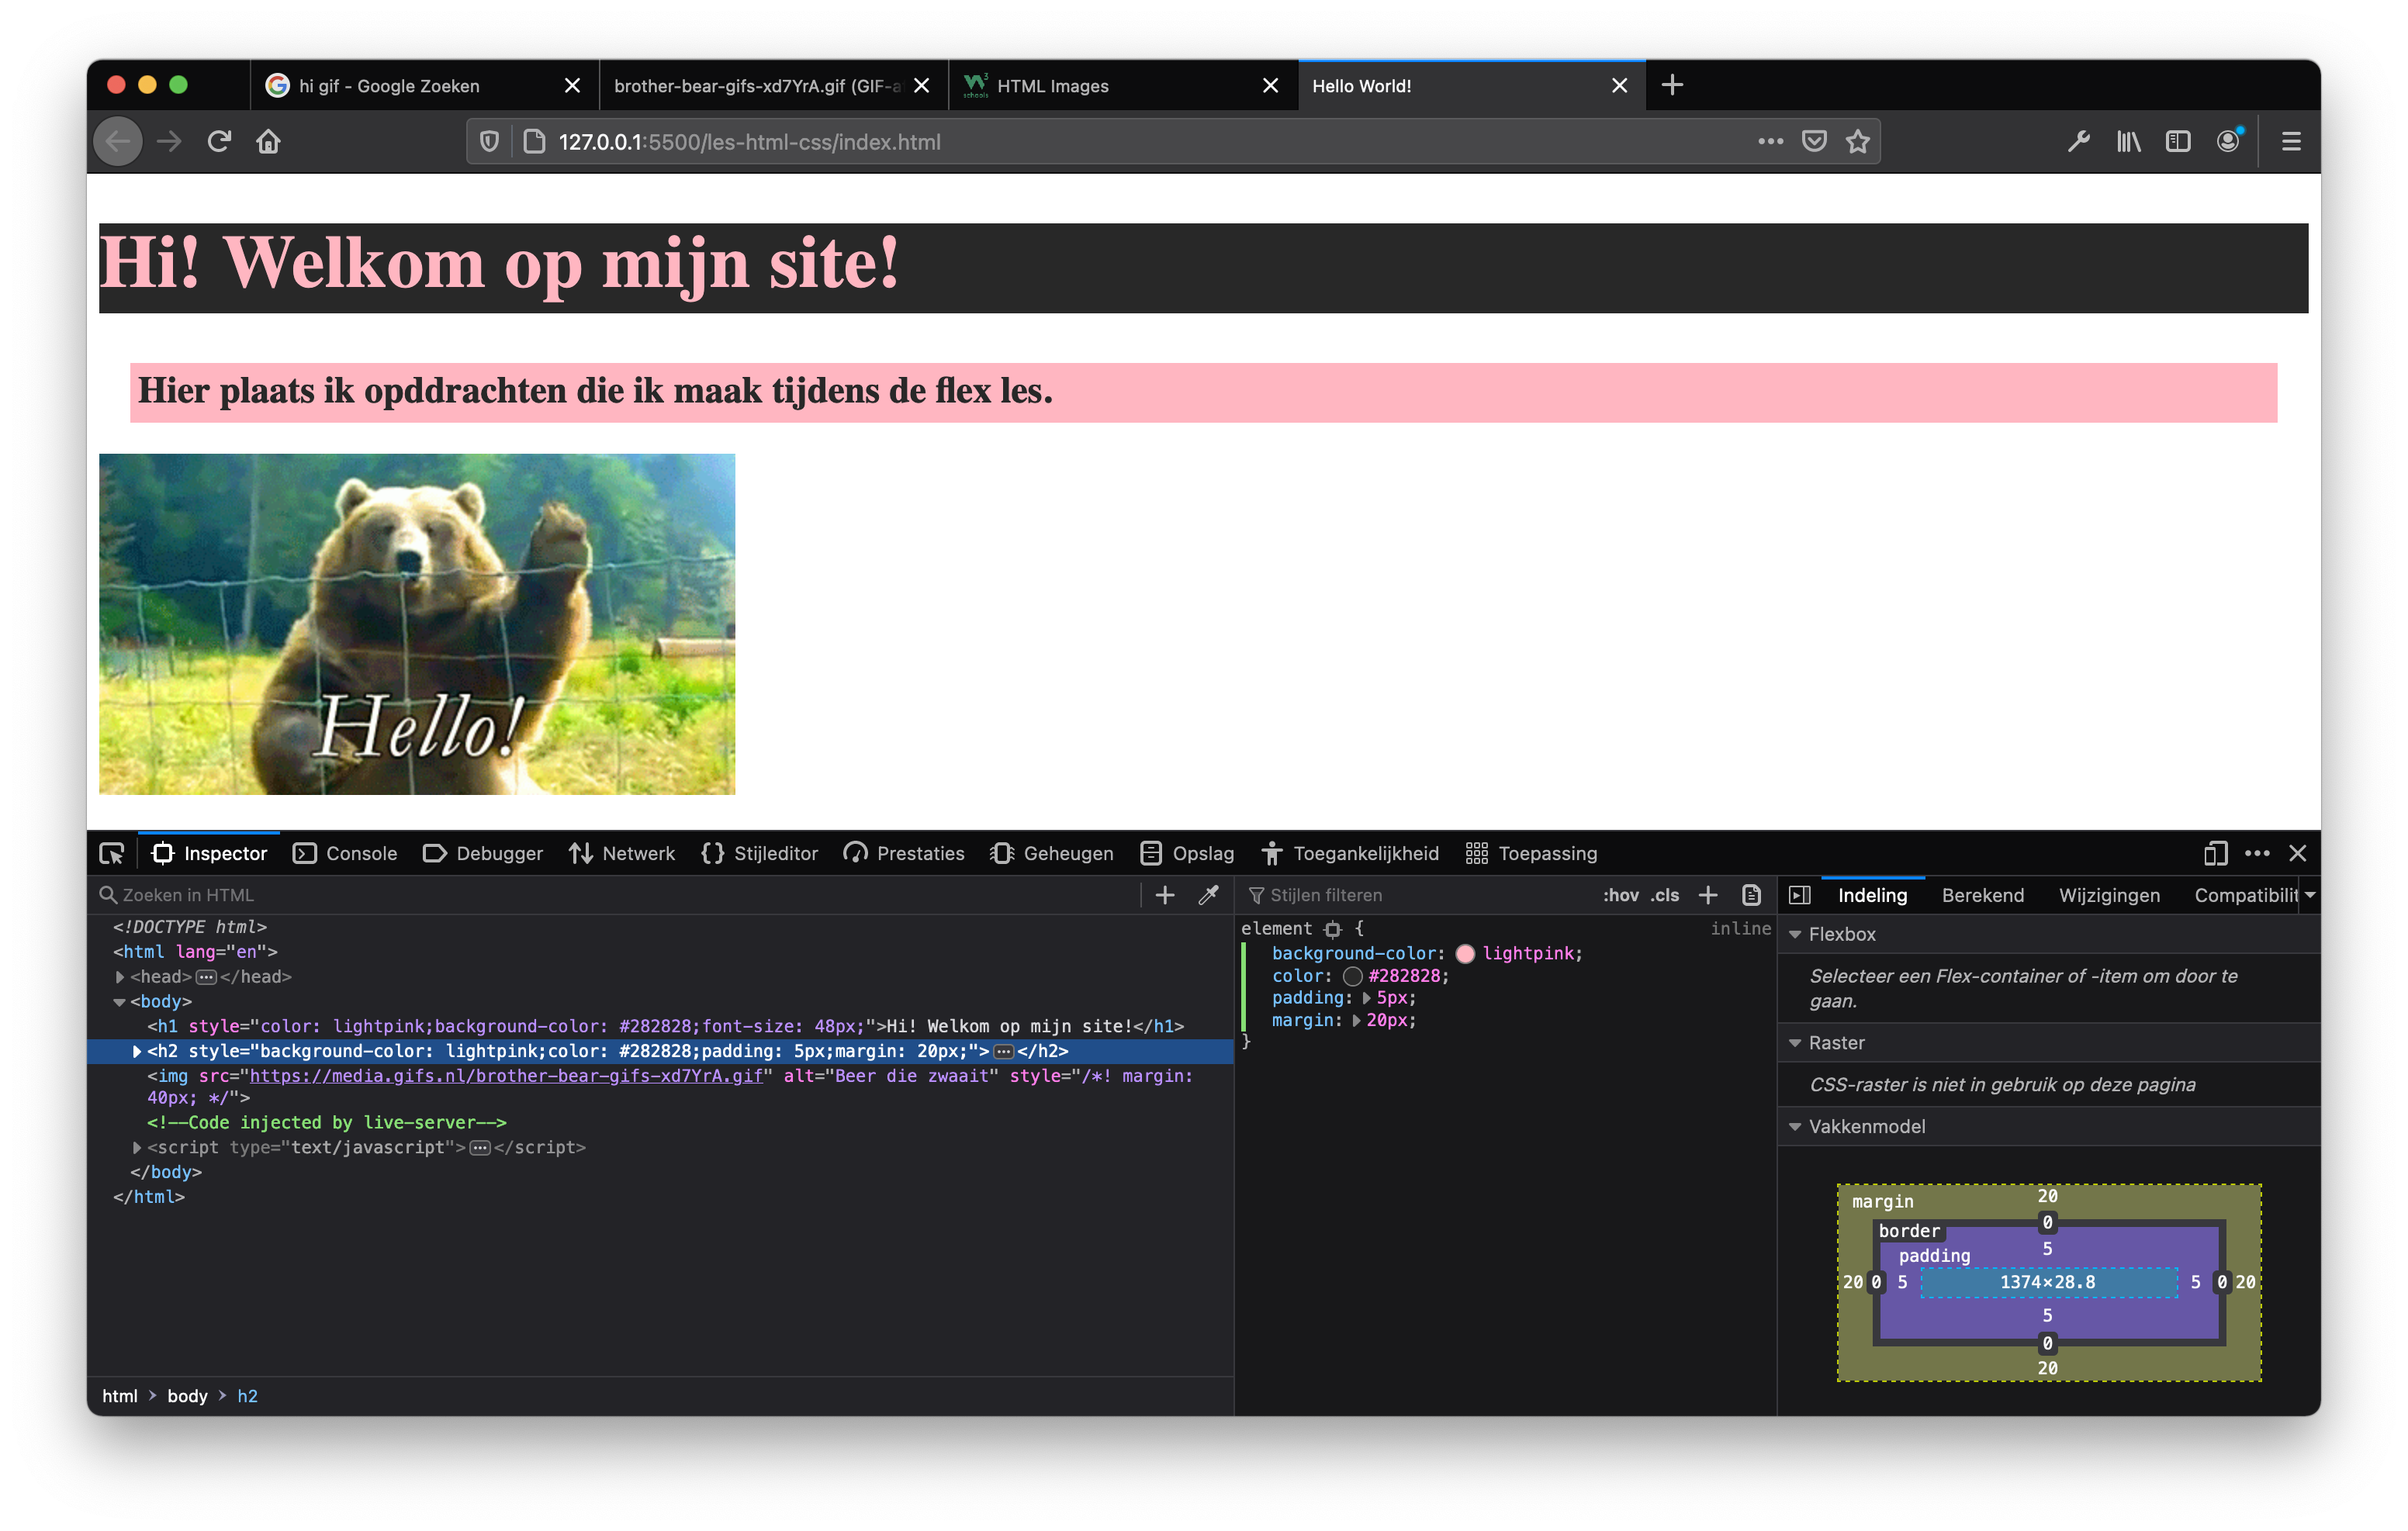 hi gif - Google Zoeken
brother-bear-gifs-xd7YrA.gif (GIF-a
W3 schools HTML Images
Hello World!
127.0.0.1:5500/les-html-css/index.html
Hi! Welkom op mijn site!
Hier plaats ik opddrachten die ik maak tijdens de flex les.
Hello!
Inspector Console Debugger Netwerk Stijleditor Prestaties Geheugen Opslag Toegankelijkheid Toepassing
Zoeken in HTML
<!DOCTYPE html>
<html lang="en">
<head>…</head>
<body>
<h1 style="color: lightpink;background-color: #282828;font-size: 48px;">Hi! Welkom op mijn site!</h1>
<h2 style="background-color: lightpink;color: #282828;padding: 5px;margin: 20px;">…</h2>
<img src="https://media.gifs.nl/brother-bear-gifs-xd7YrA.gif" alt="Beer die zwaait" style="/*! margin:
40px; */">
<!--Code injected by live-server-->
<script type="text/javascript">…</script>
</body>
</html>
html > body > h2
Stijlen filteren :hov .cls
element { inline
background-color: lightpink;
color: #282828;
padding: 5px;
margin: 20px;
}
Indeling Berekend Wijzigingen Compatibilit
Flexbox
Selecteer een Flex-container of -item om door te
gaan.
Raster
CSS-raster is niet in gebruik op deze pagina
Vakkenmodel
margin 20
border 0
padding 5
20 0 5 1374×28.8 5 0 20
5
0
20